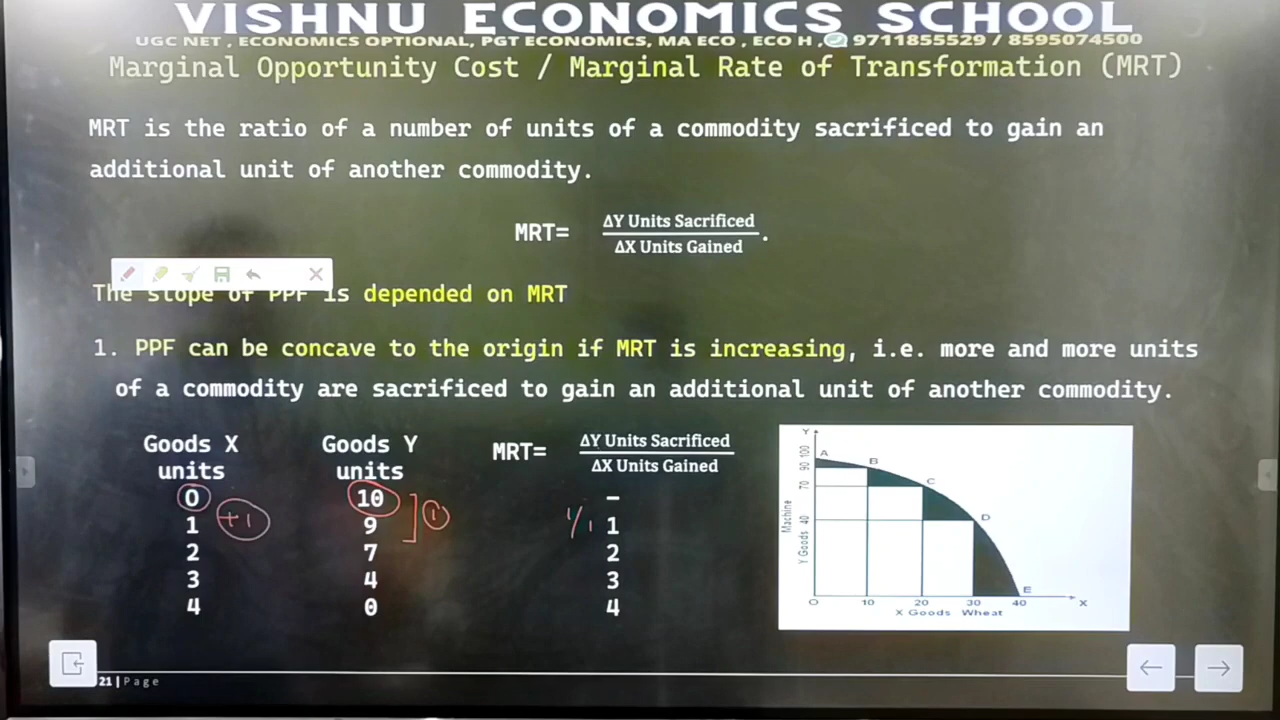 VISHNU ECONOMICS SCHOOL
UGC NET , ECONOMICS OPTIONAL, PGT ECONOMICS, MA ECO , ECO H , 9711855529 / 8595074500
Marginal Opportunity Cost / Marginal Rate of Transformation (MRT)
MRT is the ratio of a number of units of a commodity sacrificed to gain an
additional unit of another commodity.
MRT= ΔY Units Sacrificed
ΔX Units Gained .
The slope of PPF is depended on MRT
1. PPF can be concave to the origin if MRT is increasing, i.e. more and more units
of a commodity are sacrificed to gain an additional unit of another commodity.
Goods X Goods Y MRT= ΔY Units Sacrificed
units units ΔX Units Gained
0 10 –
1 +1 9 1 1/1 1
2 7 2
3 4 3
4 0 4
Y
100
90
70
40
Y Goods Machine
A
B
C
D
E
O 10 20 30 40 X
X Goods Wheat
21 | Page